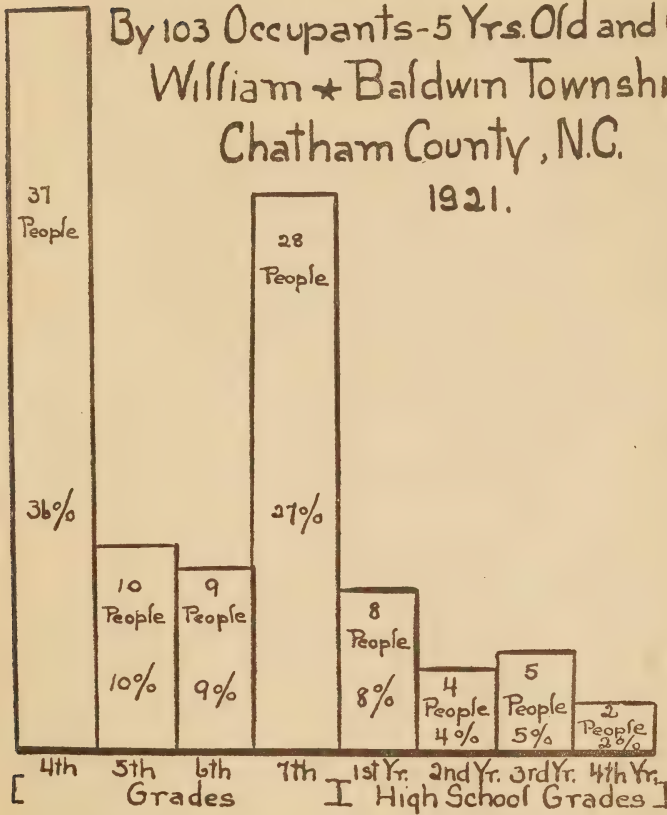 By 103 Occupants-5 Yrs. Old and
William * Baldwin Townshi
Chatham County, N.C.
1921.
37
People
36%
10
People
10%
9
People
9%
28
People
27%
8
People
8%
4
People
4%
5
People
5%
2
People
2%
4th 5th 6th 7th 1st Yr. 2nd Yr. 3rd Yr. 4th Yr.
[ Grades I High School Grades I